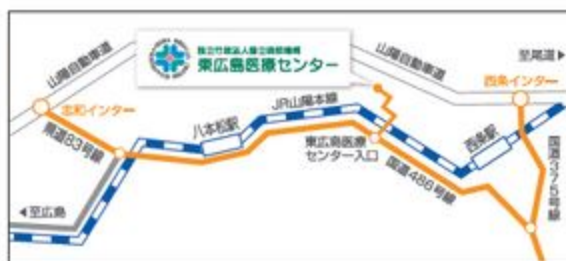 独立行政法人国立病院機構
東広島医療センター
山陽自動車道
山陽自動車道
至尾道▶
西条インター
志和インター
県道83号線
八本松駅
JR山陽本線
東広島医療
センター入口
西条駅
国道375号線
国道486号線
◀至広島